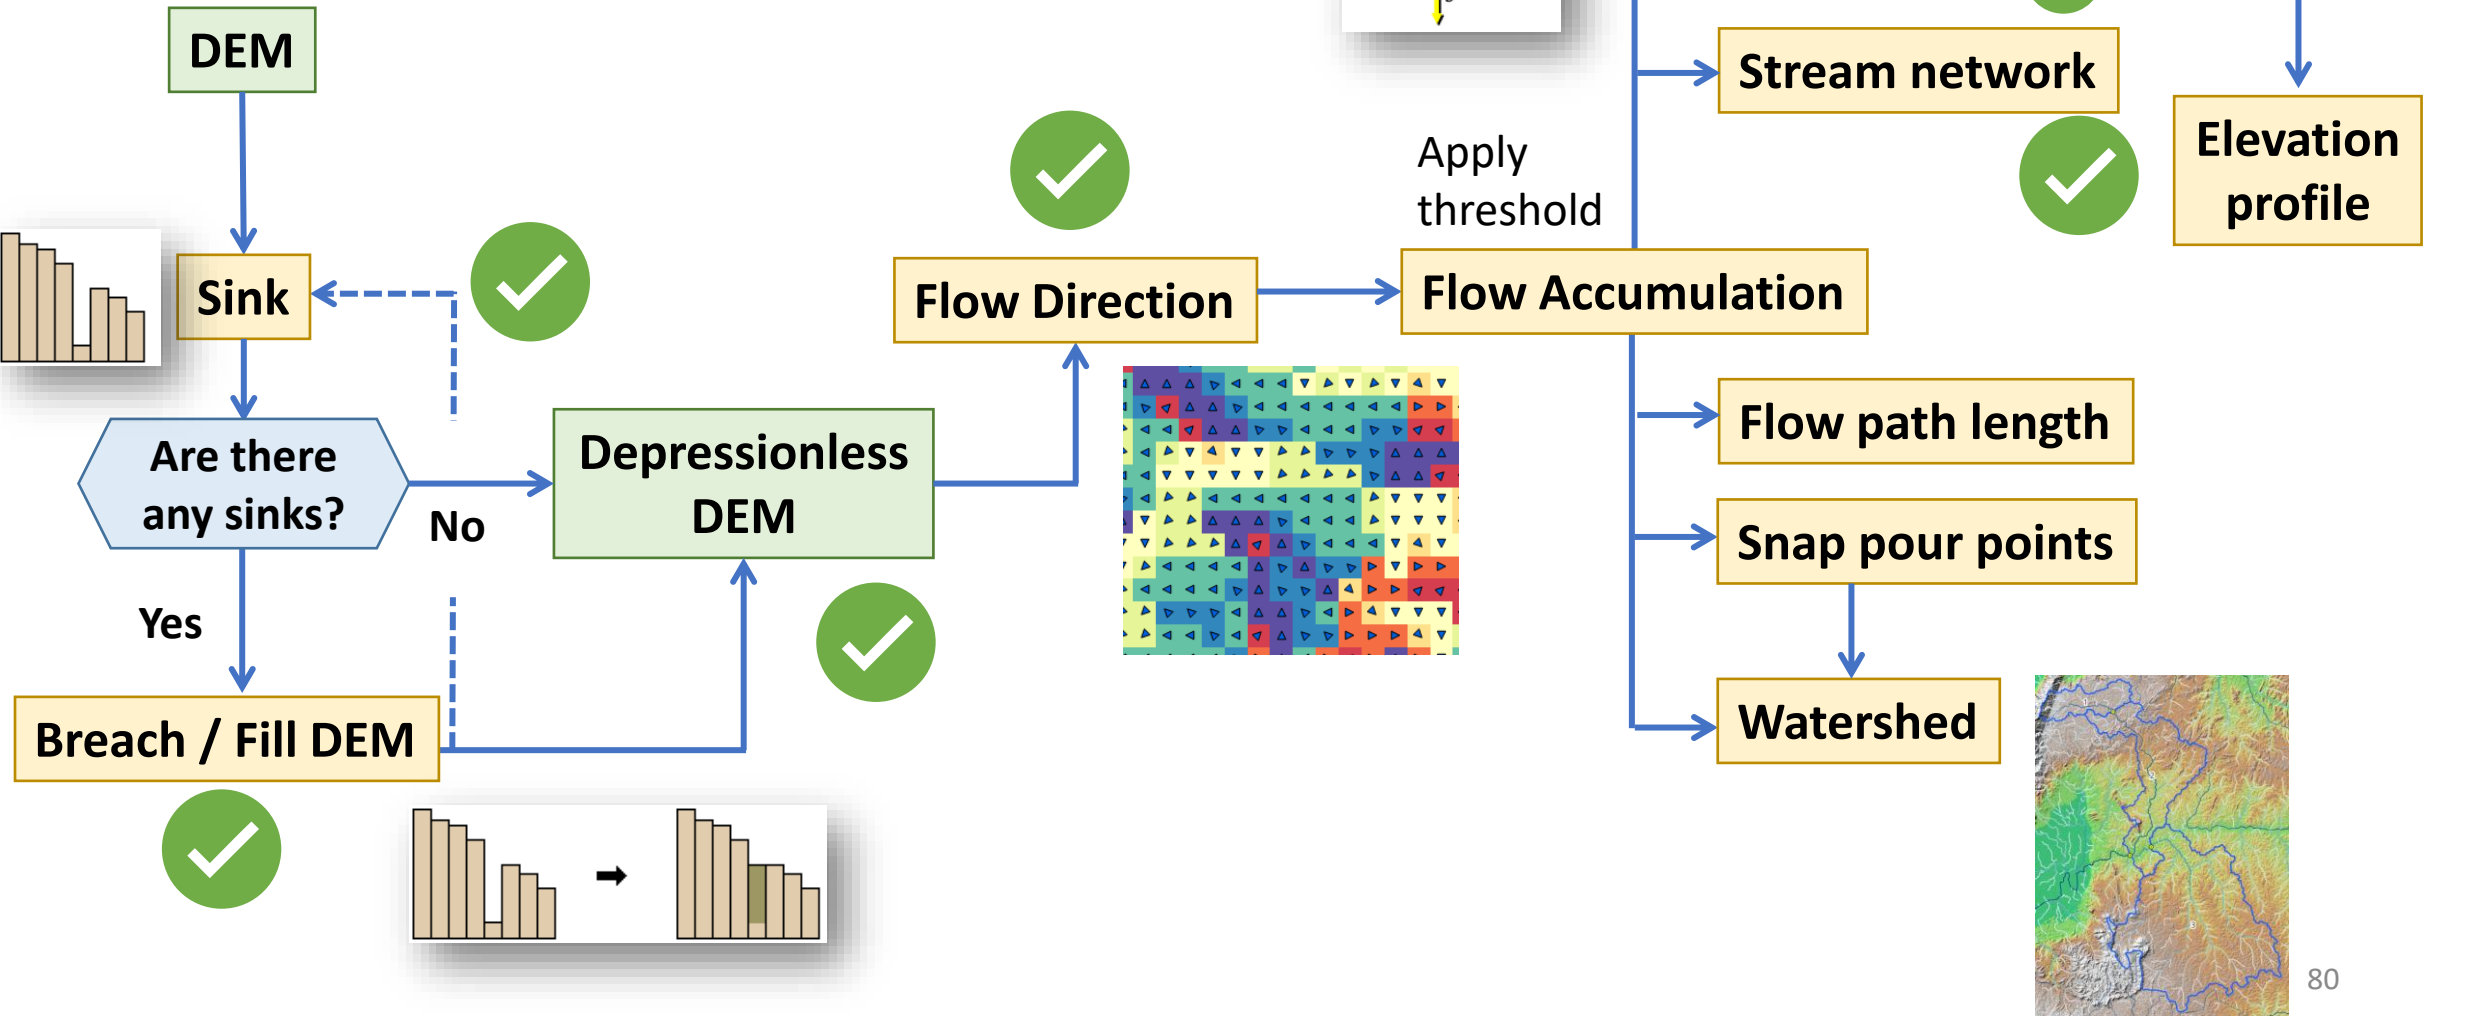 DEM
Sink
Are there
any sinks?
No
Yes
Breach / Fill DEM
Depressionless
DEM
Flow Direction
Apply
threshold
Flow Accumulation
Stream network
Elevation
profile
Flow path length
Snap pour points
Watershed
80